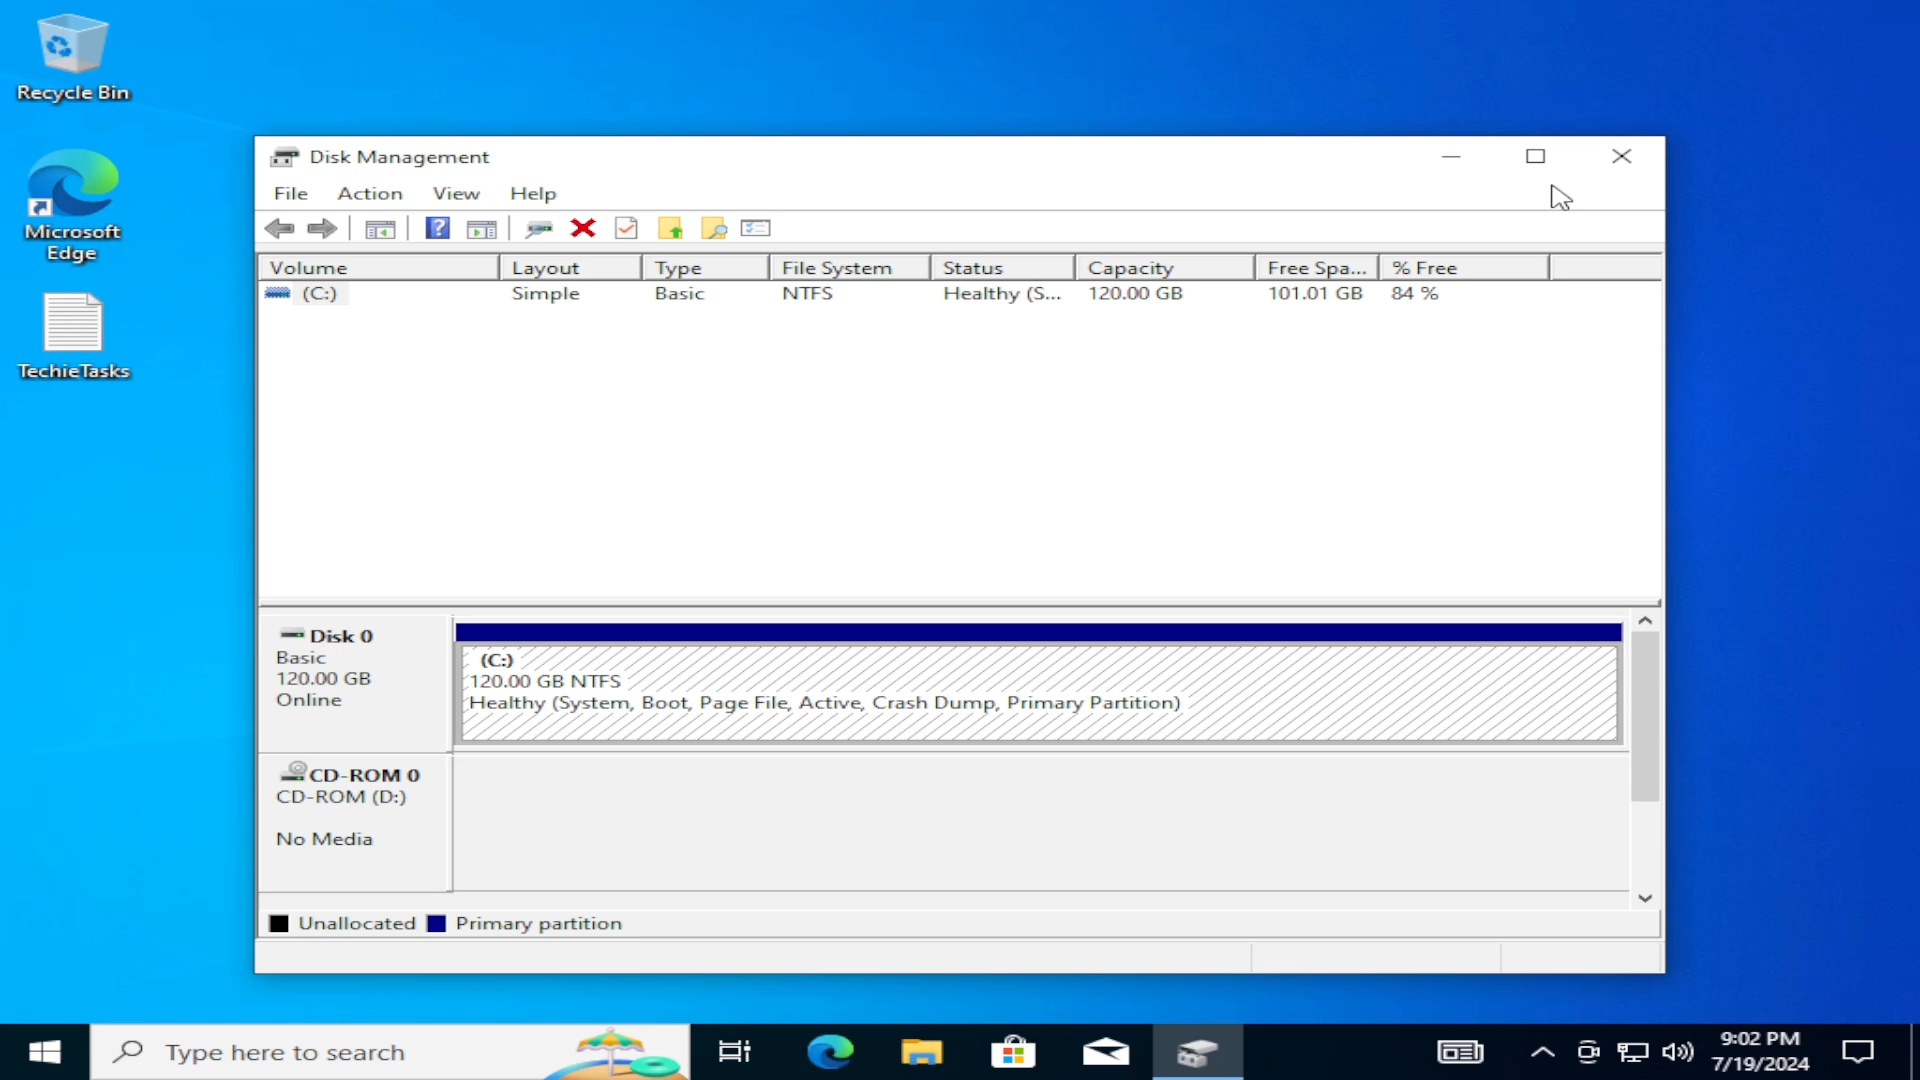 Recycle Bin
Microsoft
Edge
TechieTasks
Disk Management
File Action View Help
Volume Layout Type File System Status Capacity Free Spa... % Free
(C:) Simple Basic NTFS Healthy (S... 120.00 GB 101.01 GB 84 %
Disk 0
Basic
120.00 GB
Online
(C:)
120.00 GB NTFS
Healthy (System, Boot, Page File, Active, Crash Dump, Primary Partition)
CD-ROM 0
CD-ROM (D:)
No Media
Unallocated Primary partition
Type here to search
9:02 PM
7/19/2024